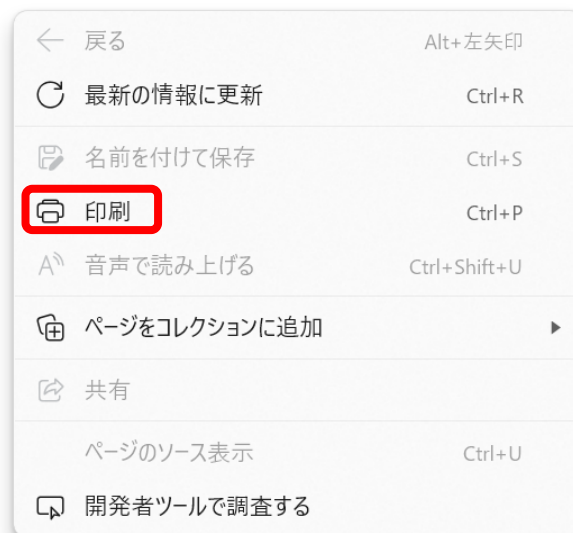 戻る Alt+左矢印
最新の情報に更新 Ctrl+R
名前を付けて保存 Ctrl+S
印刷 Ctrl+P
音声で読み上げる Ctrl+Shift+U
ページをコレクションに追加
共有
ページのソース表示 Ctrl+U
開発者ツールで調査する